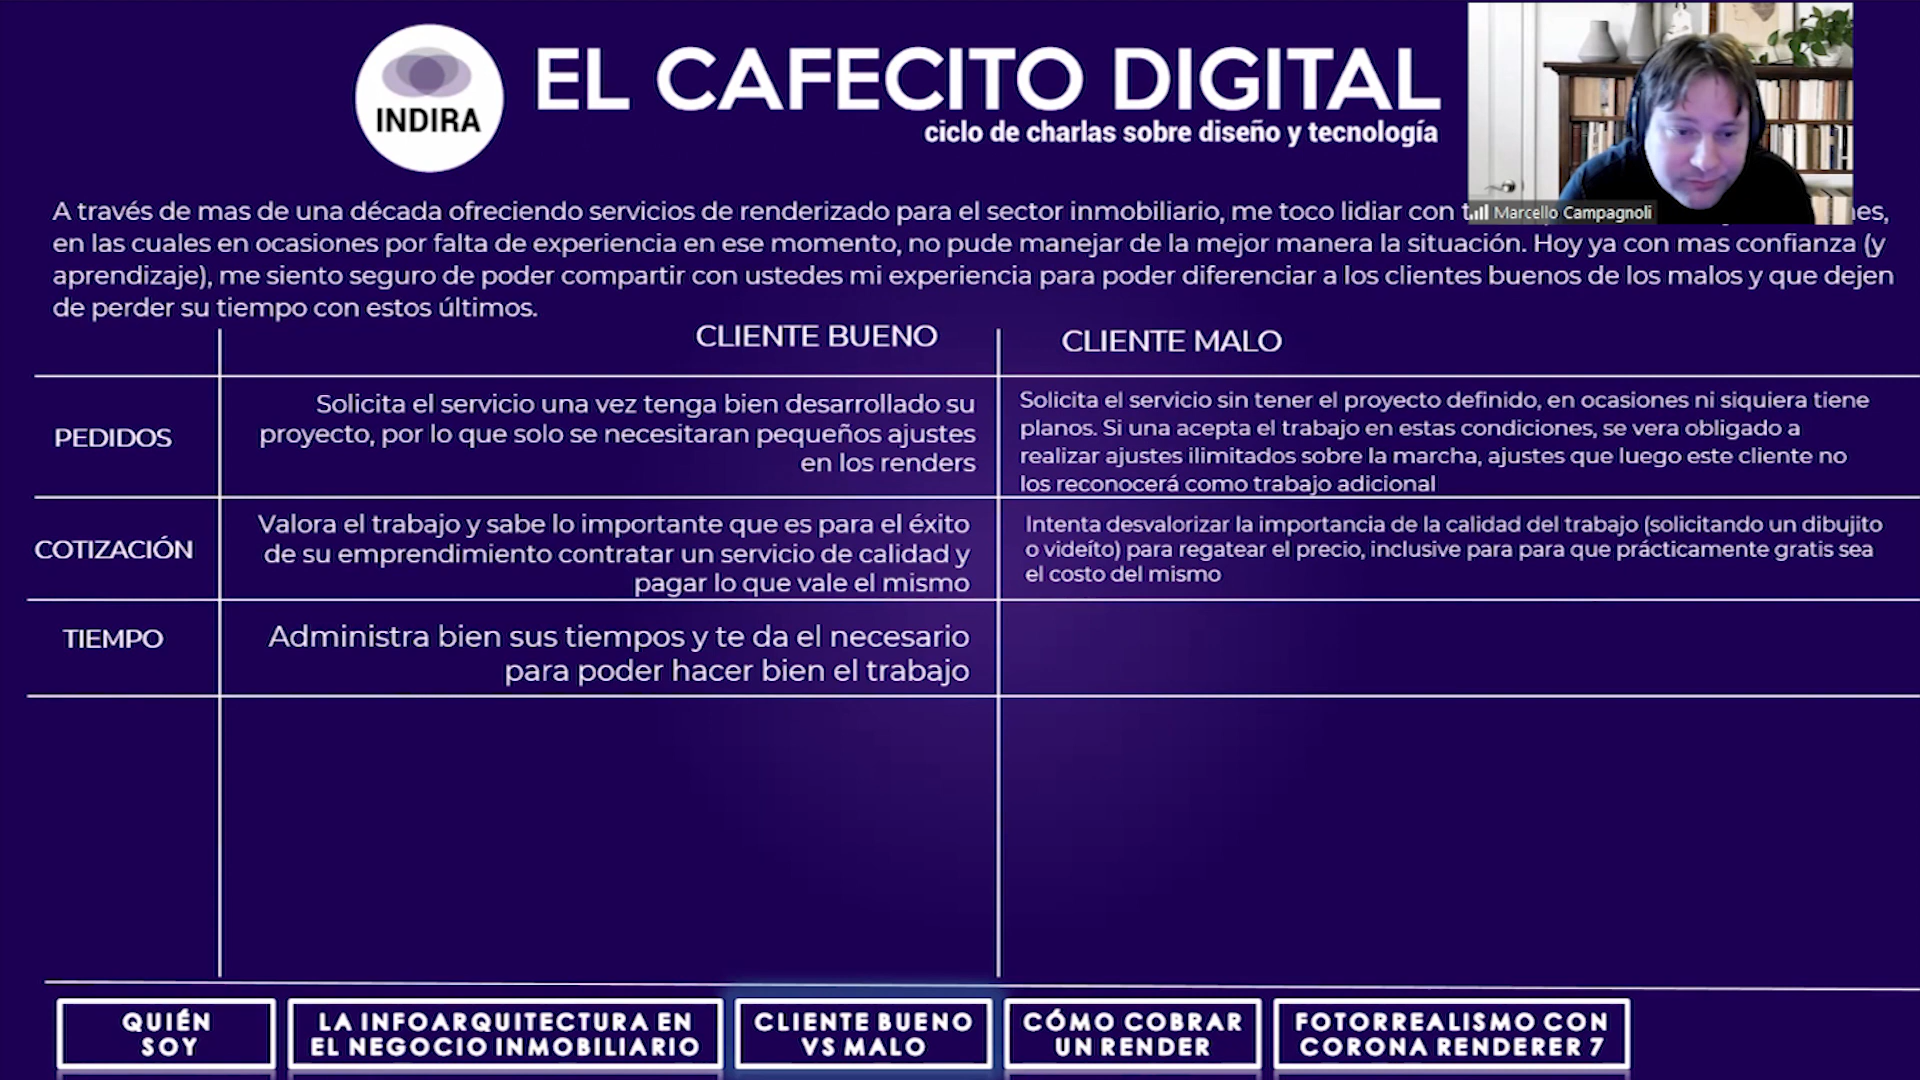 INDIRA
EL CAFECITO DIGITAL
ciclo de charlas sobre diseño y tecnología
Marcello Campagnoli
A través de mas de una década ofreciendo servicios de renderizado para el sector inmobiliario, me toco lidiar con
en las cuales en ocasiones por falta de experiencia en ese momento, no pude manejar de la mejor manera la situación. Hoy ya con mas confianza (y
aprendizaje), me siento seguro de poder compartir con ustedes mi experiencia para poder diferenciar a los clientes buenos de los malos y que dejen
de perder su tiempo con estos últimos.
CLIENTE BUENO
CLIENTE MALO
PEDIDOS
Solicita el servicio una vez tenga bien desarrollado su
proyecto, por lo que solo se necesitaran pequeños ajustes
en los renders
Solicita el servicio sin tener el proyecto definido, en ocasiones ni siquiera tiene
planos. Si una acepta el trabajo en estas condiciones, se vera obligado a
realizar ajustes ilimitados sobre la marcha, ajustes que luego este cliente no
los reconocerá como trabajo adicional
COTIZACIÓN
Valora el trabajo y sabe lo importante que es para el éxito
de su emprendimiento contratar un servicio de calidad y
pagar lo que vale el mismo
Intenta desvalorizar la importancia de la calidad del trabajo (solicitando un dibujito
o videíto) para regatear el precio, inclusive para para que prácticamente gratis sea
el costo del mismo
TIEMPO
Administra bien sus tiempos y te da el necesario
para poder hacer bien el trabajo
QUIÉN
SOY
LA INFOARQUITECTURA EN
EL NEGOCIO INMOBILIARIO
CLIENTE BUENO
VS MALO
CÓMO COBRAR
UN RENDER
FOTORREALISMO CON
CORONA RENDERER 7